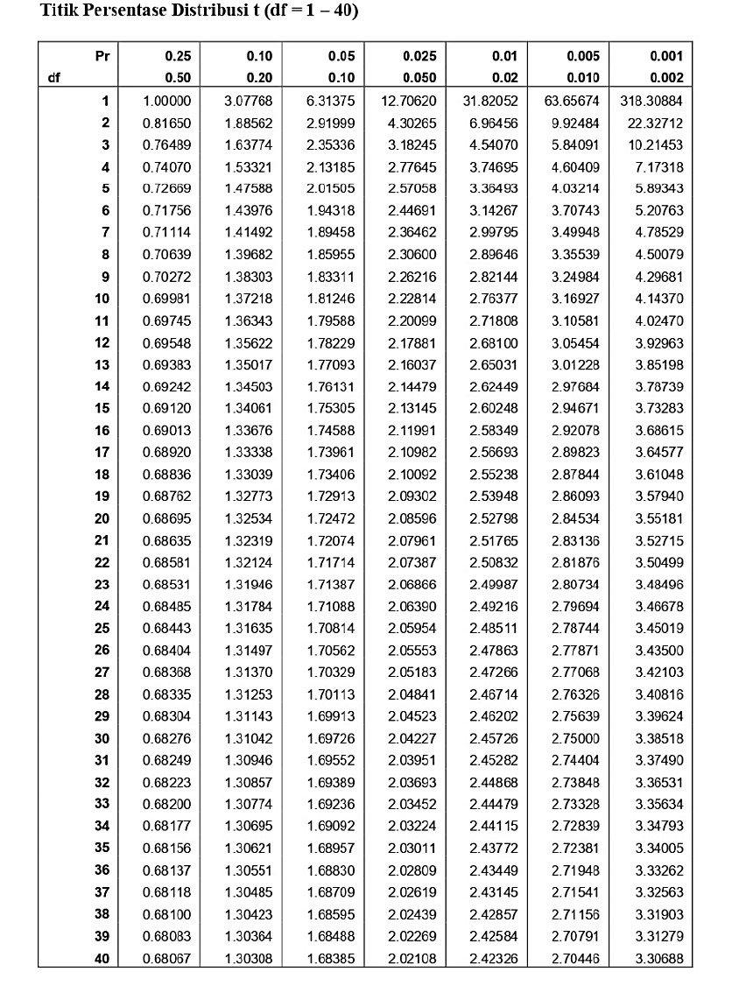 Titik Persentase Distribusi t (df = 1 – 40)
Pr 0.25 0.10 0.05 0.025 0.01 0.005 0.001
df 0.50 0.20 0.10 0.050 0.02 0.010 0.002
1 1.00000 3.07768 6.31375 12.70620 31.82052 63.65674 318.30884
2 0.81650 1.88562 2.91999 4.30265 6.96456 9.92484 22.32712
3 0.76489 1.63774 2.35336 3.18245 4.54070 5.84091 10.21453
4 0.74070 1.53321 2.13185 2.77645 3.74695 4.60409 7.17318
5 0.72669 1.47588 2.01505 2.57058 3.36493 4.03214 5.89343
6 0.71756 1.43976 1.94318 2.44691 3.14267 3.70743 5.20763
7 0.71114 1.41492 1.89458 2.36462 2.99795 3.49948 4.78529
8 0.70639 1.39682 1.85955 2.30600 2.89646 3.35539 4.50079
9 0.70272 1.38303 1.83311 2.26216 2.82144 3.24984 4.29681
10 0.69981 1.37218 1.81246 2.22814 2.76377 3.16927 4.14370
11 0.69745 1.36343 1.79588 2.20099 2.71808 3.10581 4.02470
12 0.69548 1.35622 1.78229 2.17881 2.68100 3.05454 3.92963
13 0.69383 1.35017 1.77093 2.16037 2.65031 3.01228 3.85198
14 0.69242 1.34503 1.76131 2.14479 2.62449 2.97684 3.78739
15 0.69120 1.34061 1.75305 2.13145 2.60248 2.94671 3.73283
16 0.69013 1.33676 1.74588 2.11991 2.58349 2.92078 3.68615
17 0.68920 1.33338 1.73961 2.10982 2.56693 2.89823 3.64577
18 0.68836 1.33039 1.73406 2.10092 2.55238 2.87844 3.61048
19 0.68762 1.32773 1.72913 2.09302 2.53948 2.86093 3.57940
20 0.68695 1.32534 1.72472 2.08596 2.52798 2.84534 3.55181
21 0.68635 1.32319 1.72074 2.07961 2.51765 2.83136 3.52715
22 0.68581 1.32124 1.71714 2.07387 2.50832 2.81876 3.50499
23 0.68531 1.31946 1.71387 2.06866 2.49987 2.80734 3.48496
24 0.68485 1.31784 1.71088 2.06390 2.49216 2.79694 3.46678
25 0.68443 1.31635 1.70814 2.05954 2.48511 2.78744 3.45019
26 0.68404 1.31497 1.70562 2.05553 2.47863 2.77871 3.43500
27 0.68368 1.31370 1.70329 2.05183 2.47266 2.77068 3.42103
28 0.68335 1.31253 1.70113 2.04841 2.46714 2.76326 3.40816
29 0.68304 1.31143 1.69913 2.04523 2.46202 2.75639 3.39624
30 0.68276 1.31042 1.69726 2.04227 2.45726 2.75000 3.38518
31 0.68249 1.30946 1.69552 2.03951 2.45282 2.74404 3.37490
32 0.68223 1.30857 1.69389 2.03693 2.44868 2.73848 3.36531
33 0.68200 1.30774 1.69236 2.03452 2.44479 2.73328 3.35634
34 0.68177 1.30695 1.69092 2.03224 2.44115 2.72839 3.34793
35 0.68156 1.30621 1.68957 2.03011 2.43772 2.72381 3.34005
36 0.68137 1.30551 1.68830 2.02809 2.43449 2.71948 3.33262
37 0.68118 1.30485 1.68709 2.02619 2.43145 2.71541 3.32563
38 0.68100 1.30423 1.68595 2.02439 2.42857 2.71156 3.31903
39 0.68083 1.30364 1.68488 2.02269 2.42584 2.70791 3.31279
40 0.68067 1.30308 1.68385 2.02108 2.42326 2.70446 3.30688